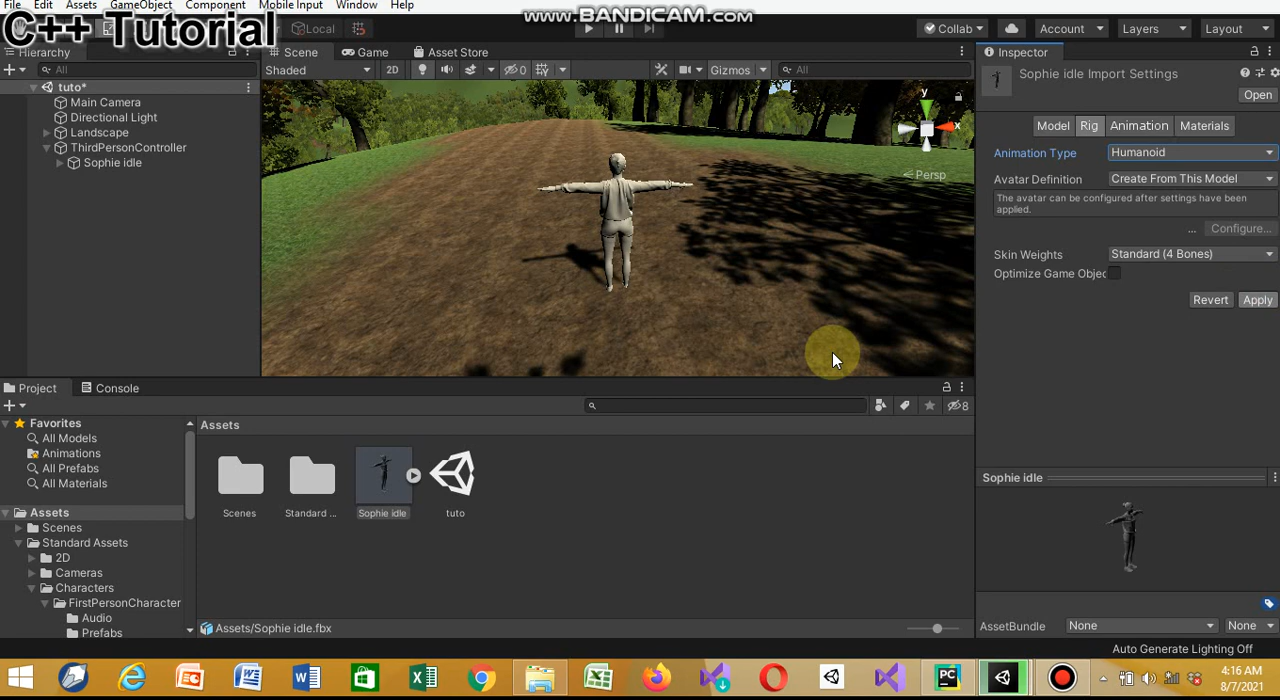 File Edit Assets GameObject Component Mobile Input Window Help
www.BANDICAM.com
C++ Tutorial
Local
Collab Account Layers Layout
Hierarchy
All
tuto*
Main Camera
Directional Light
Landscape
ThirdPersonController
Sophie idle
Scene Game Asset Store
Shaded 2D 0 Gizmos All
y
x
Persp
Inspector
Sophie idle Import Settings
Open
Model Rig Animation Materials
Animation Type Humanoid
Avatar Definition Create From This Model
The avatar can be configured after settings have been
applied.
... Configure...
Skin Weights Standard (4 Bones)
Optimize Game Objec
Revert Apply
Project Console
8
Favorites
All Models
Animations
All Prefabs
All Materials
Assets
Scenes
Standard Assets
2D
Cameras
Characters
FirstPersonCharacter
Audio
Prefabs
Assets
Scenes Standard ... Sophie idle tuto
Assets/Sophie idle.fbx
Sophie idle
AssetBundle None None
Auto Generate Lighting Off
4:16 AM
8/7/2021